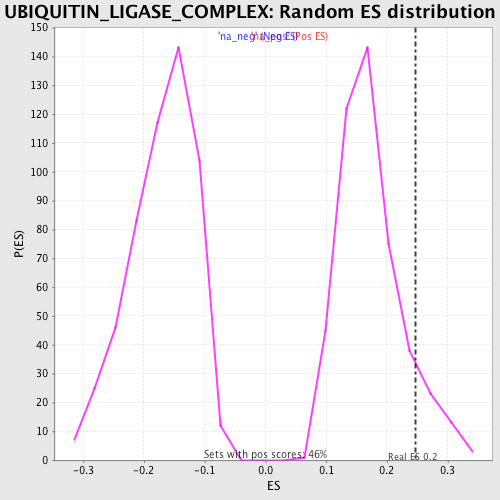 UBIQUITIN_LIGASE_COMPLEX: Random ES distribution
'na_neg' (Neg ES) 'na_pos' (Pos ES)
150
140
130
120
110
100
90
80
70
60
50
40
30
20
10
0
P(ES)
Sets with pos scores: 46%
Real ES 0.2
-0.3 -0.2 -0.1 0.0 0.1 0.2 0.3
ES